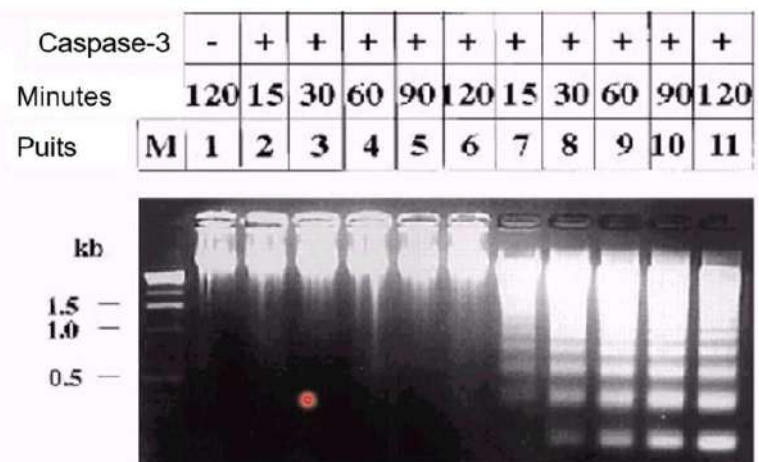 Caspase-3 - + + + + + + + + + +
Minutes 120 15 30 60 90 120 15 30 60 90 120
Puits M 1 2 3 4 5 6 7 8 9 10 11
kb
1.5
1.0
0.5